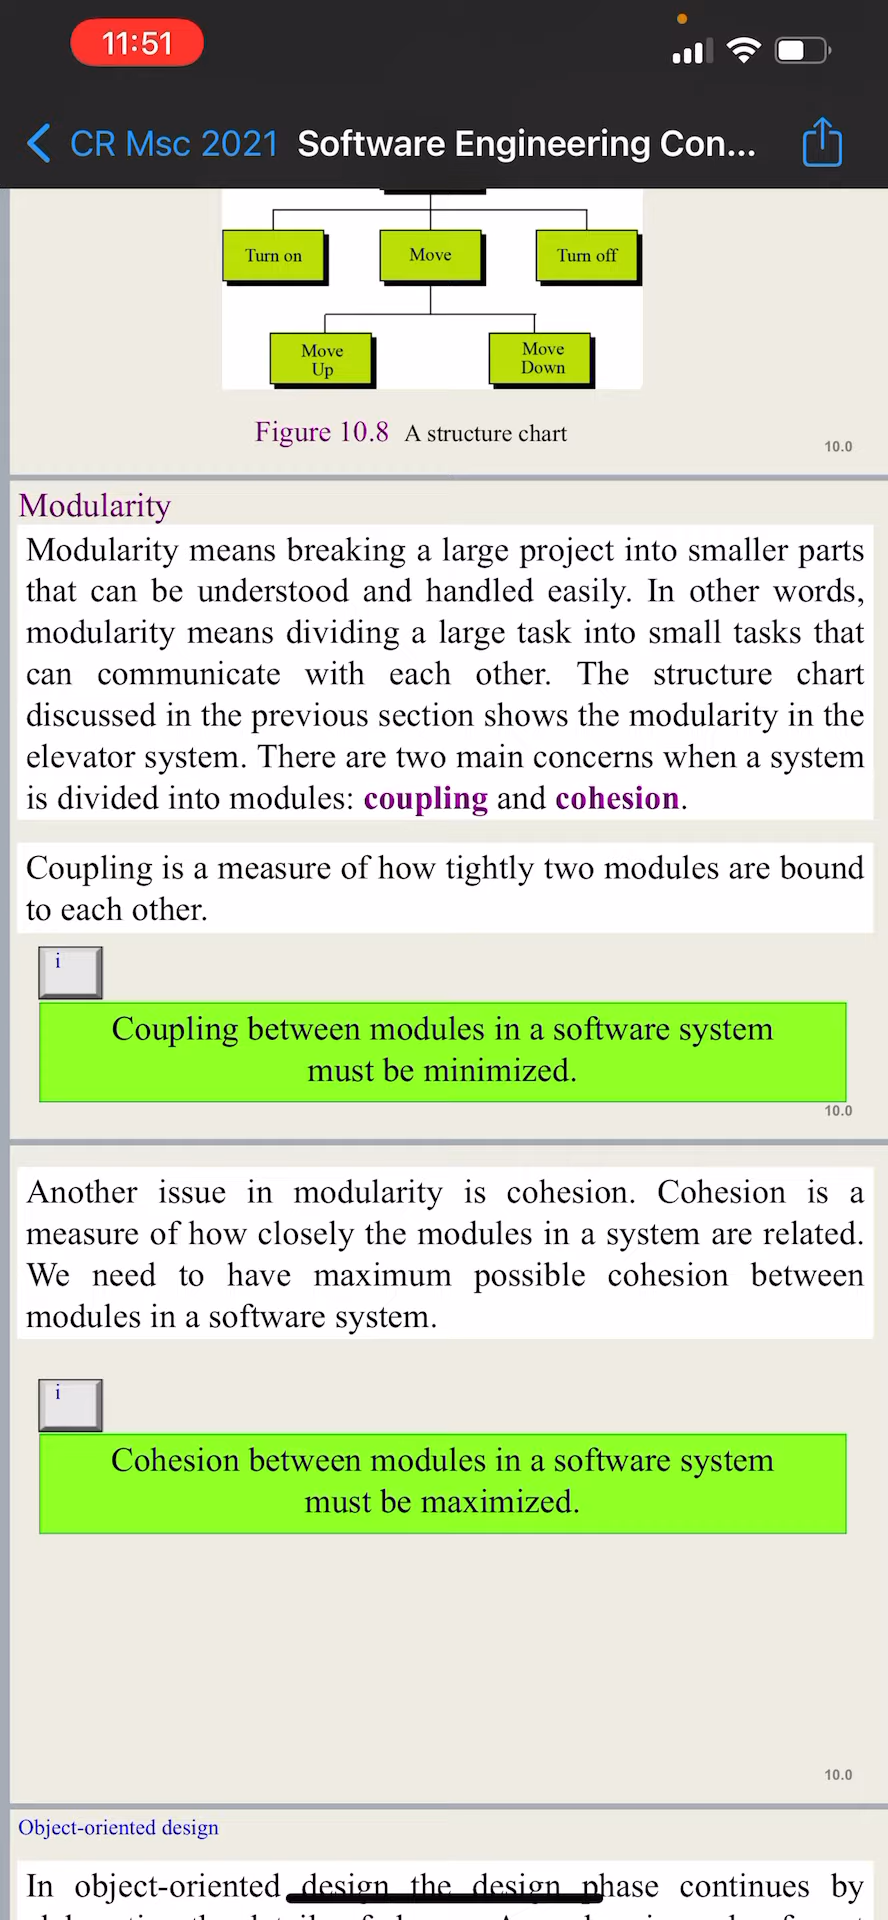 11:51
CR Msc 2021 Software Engineering Con...
Turn on Move Turn off
Move Up
Move Down
Figure 10.8 A structure chart
10.0
Modularity
Modularity means breaking a large project into smaller parts
that can be understood and handled easily. In other words,
modularity means dividing a large task into small tasks that
can communicate with each other. The structure chart
discussed in the previous section shows the modularity in the
elevator system. There are two main concerns when a system
is divided into modules: coupling and cohesion.
Coupling is a measure of how tightly two modules are bound
to each other.
i
Coupling between modules in a software system
must be minimized.
10.0
Another issue in modularity is cohesion. Cohesion is a
measure of how closely the modules in a system are related.
We need to have maximum possible cohesion between
modules in a software system.
i
Cohesion between modules in a software system
must be maximized.
10.0
Object-oriented design
In object-oriented design the design phase continues by